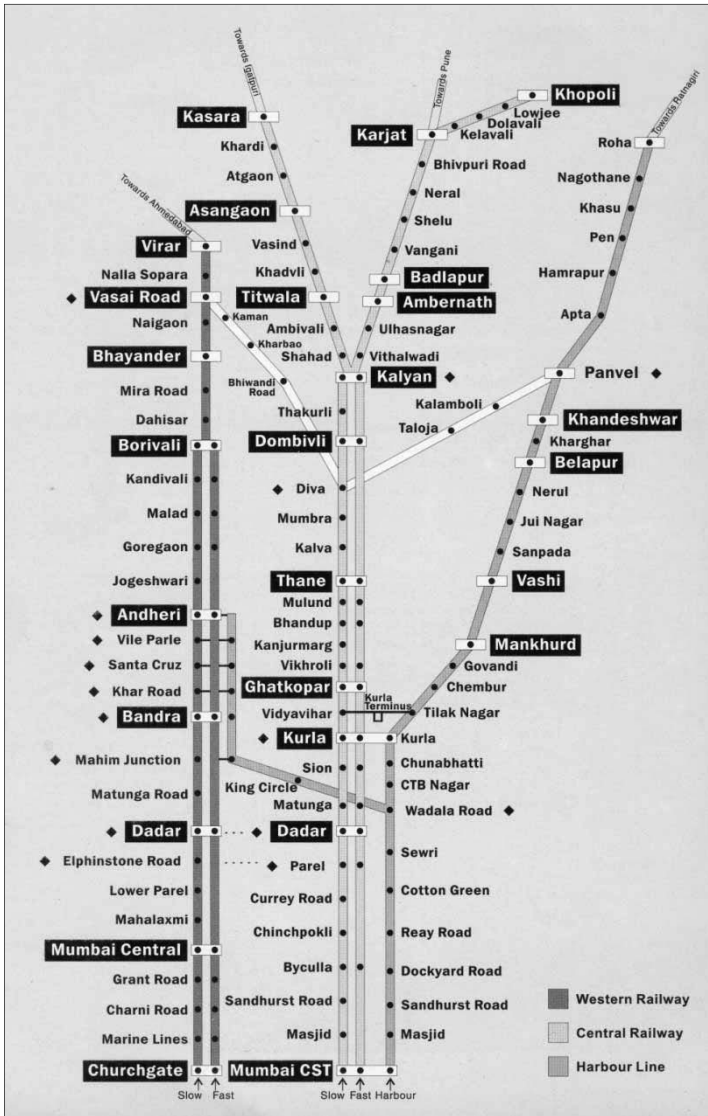 Towards Igatpuri
Towards Pune
Towards Ratnagiri
Towards Ahmedabad
Virar
Nalla Sopara
Vasai Road
Naigaon
Bhayander
Mira Road
Dahisar
Borivali
Kandivali
Malad
Goregaon
Jogeshwari
Andheri
Vile Parle
Santa Cruz
Khar Road
Bandra
Mahim Junction
Matunga Road
Dadar
Elphinstone Road
Lower Parel
Mahalaxmi
Mumbai Central
Grant Road
Charni Road
Marine Lines
Churchgate
Slow
Fast
Kaman
Kharbao
Bhiwandi
Road
King Circle
Kasara
Khardi
Atgaon
Asangaon
Vasind
Khadvli
Titwala
Ambivali
Shahad
Khopoli
Lowjee
Dolavali
Kelavali
Karjat
Bhivpuri Road
Neral
Shelu
Vangani
Badlapur
Ambernath
Ulhasnagar
Vithalwadi
Kalyan
Thakurli
Dombivli
Diva
Mumbra
Kalva
Thane
Mulund
Bhandup
Kanjurmarg
Vikhroli
Ghatkopar
Vidyavihar
Kurla
Terminus
Kurla
Sion
Matunga
Dadar
Parel
Currey Road
Chinchpokli
Byculla
Sandhurst Road
Masjid
Mumbai CST
Slow
Fast
Harbour
Roha
Nagothane
Khasu
Pen
Hamrapur
Apta
Panvel
Kalamboli
Taloja
Khandeshwar
Kharghar
Belapur
Nerul
Jui Nagar
Sanpada
Vashi
Mankhurd
Govandi
Chembur
Tilak Nagar
Kurla
Chunabhatti
CTB Nagar
Wadala Road
Sewri
Cotton Green
Reay Road
Dockyard Road
Sandhurst Road
Masjid
Western Railway
Central Railway
Harbour Line